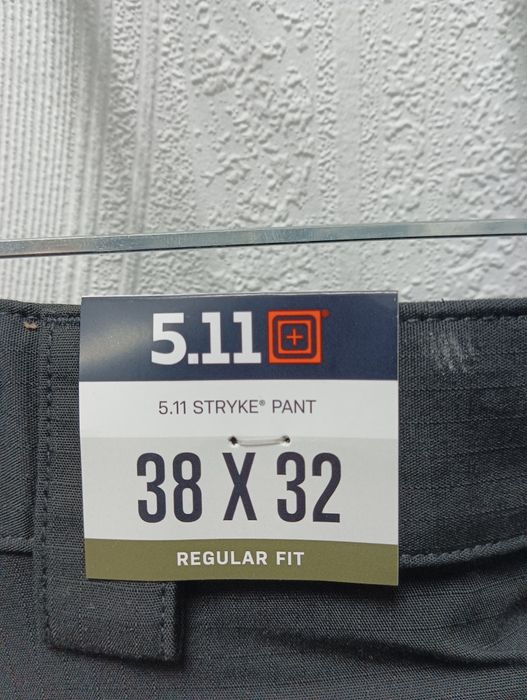 5.11®
5.11 STRYKE® PANT
38 X 32
REGULAR FIT